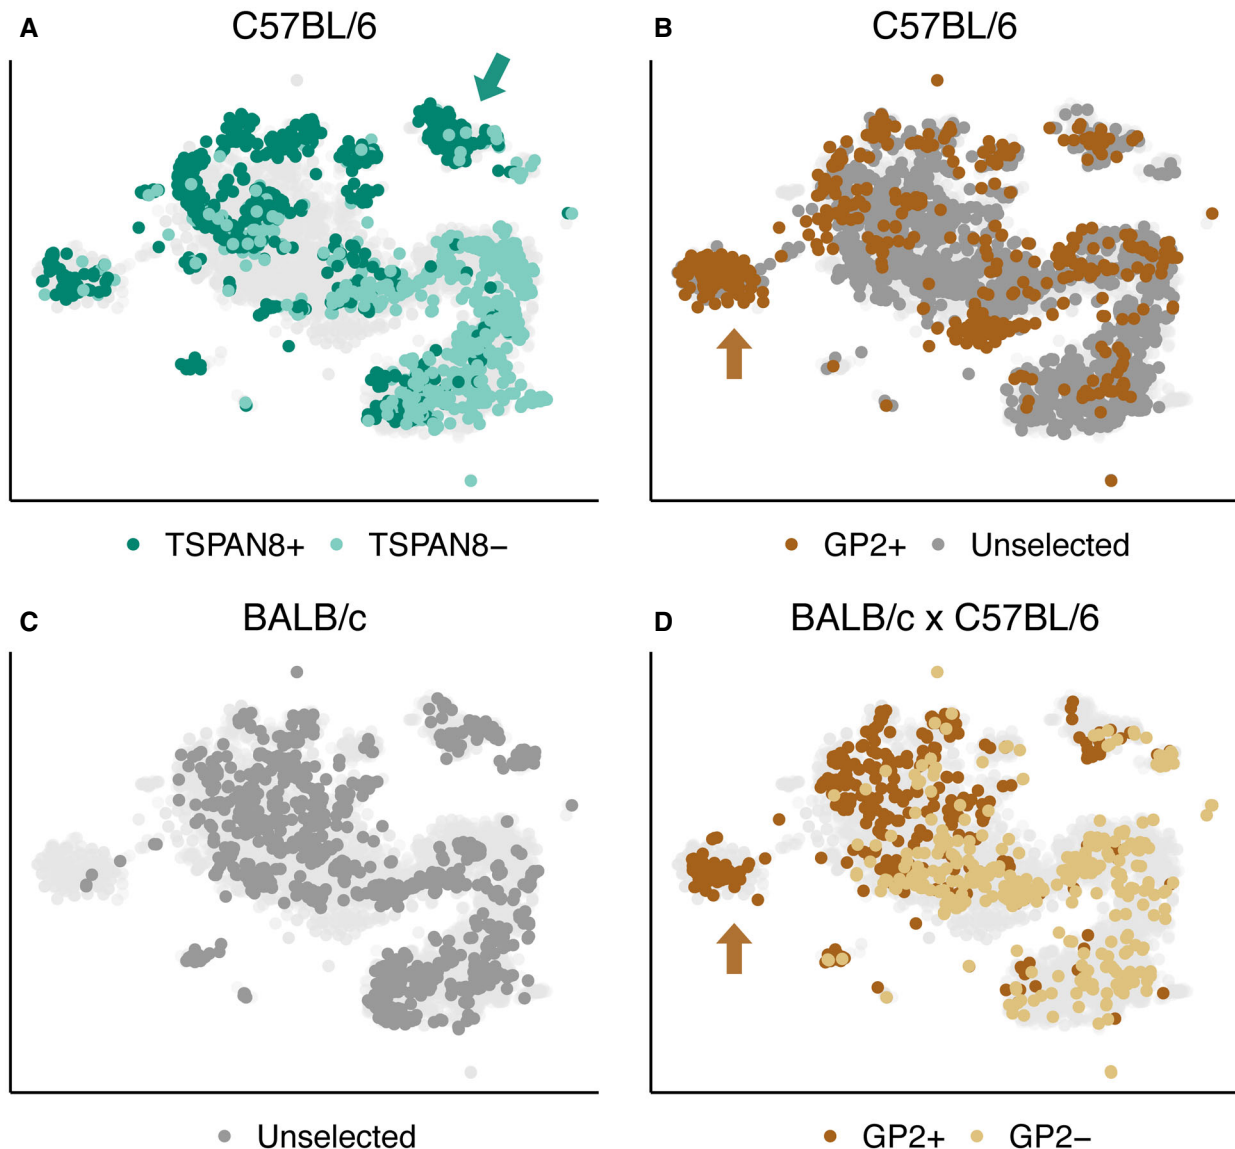 A C57BL/6
B C57BL/6
TSPAN8+ TSPAN8−
GP2+ Unselected
C BALB/c
D BALB/c x C57BL/6
Unselected
GP2+ GP2−